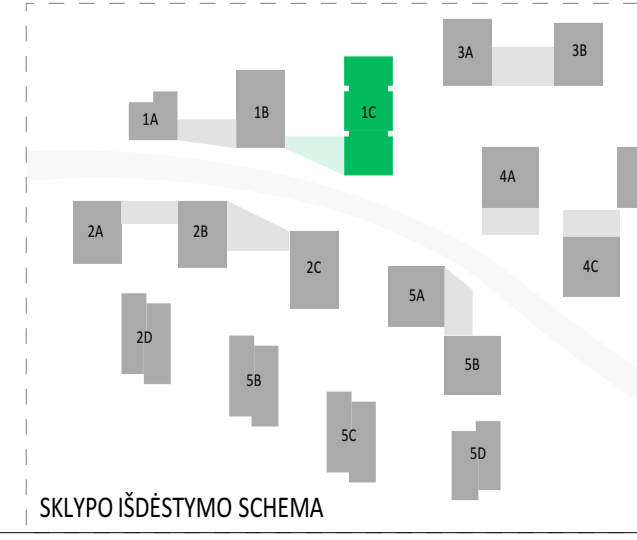 3A
3B
1A
1B
1C
4A
2A
2B
2C
4C
5A
2D
5B
5B
5C
5D
SKLYPO IŠDĖSTYMO SCHEMA